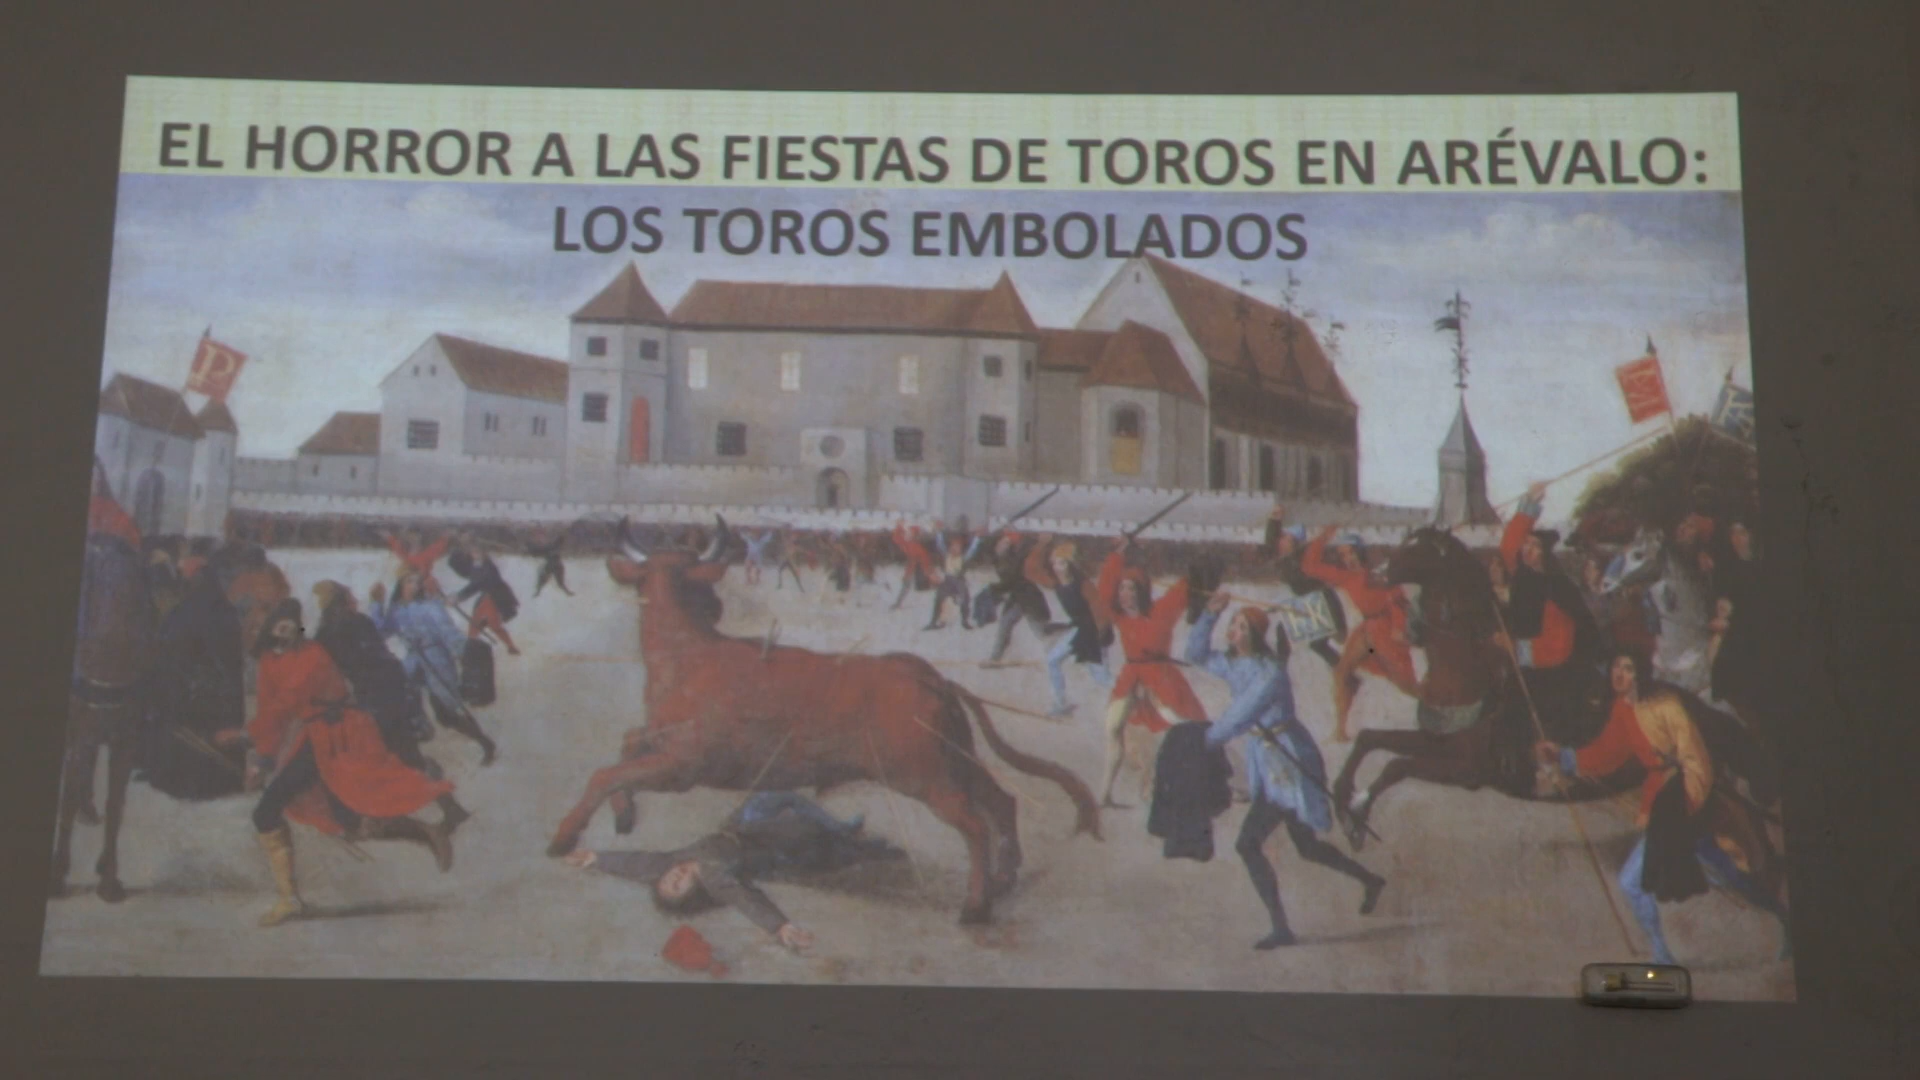 EL HORROR A LAS FIESTAS DE TOROS EN ARÉVALO:
LOS TOROS EMBOLADOS
P